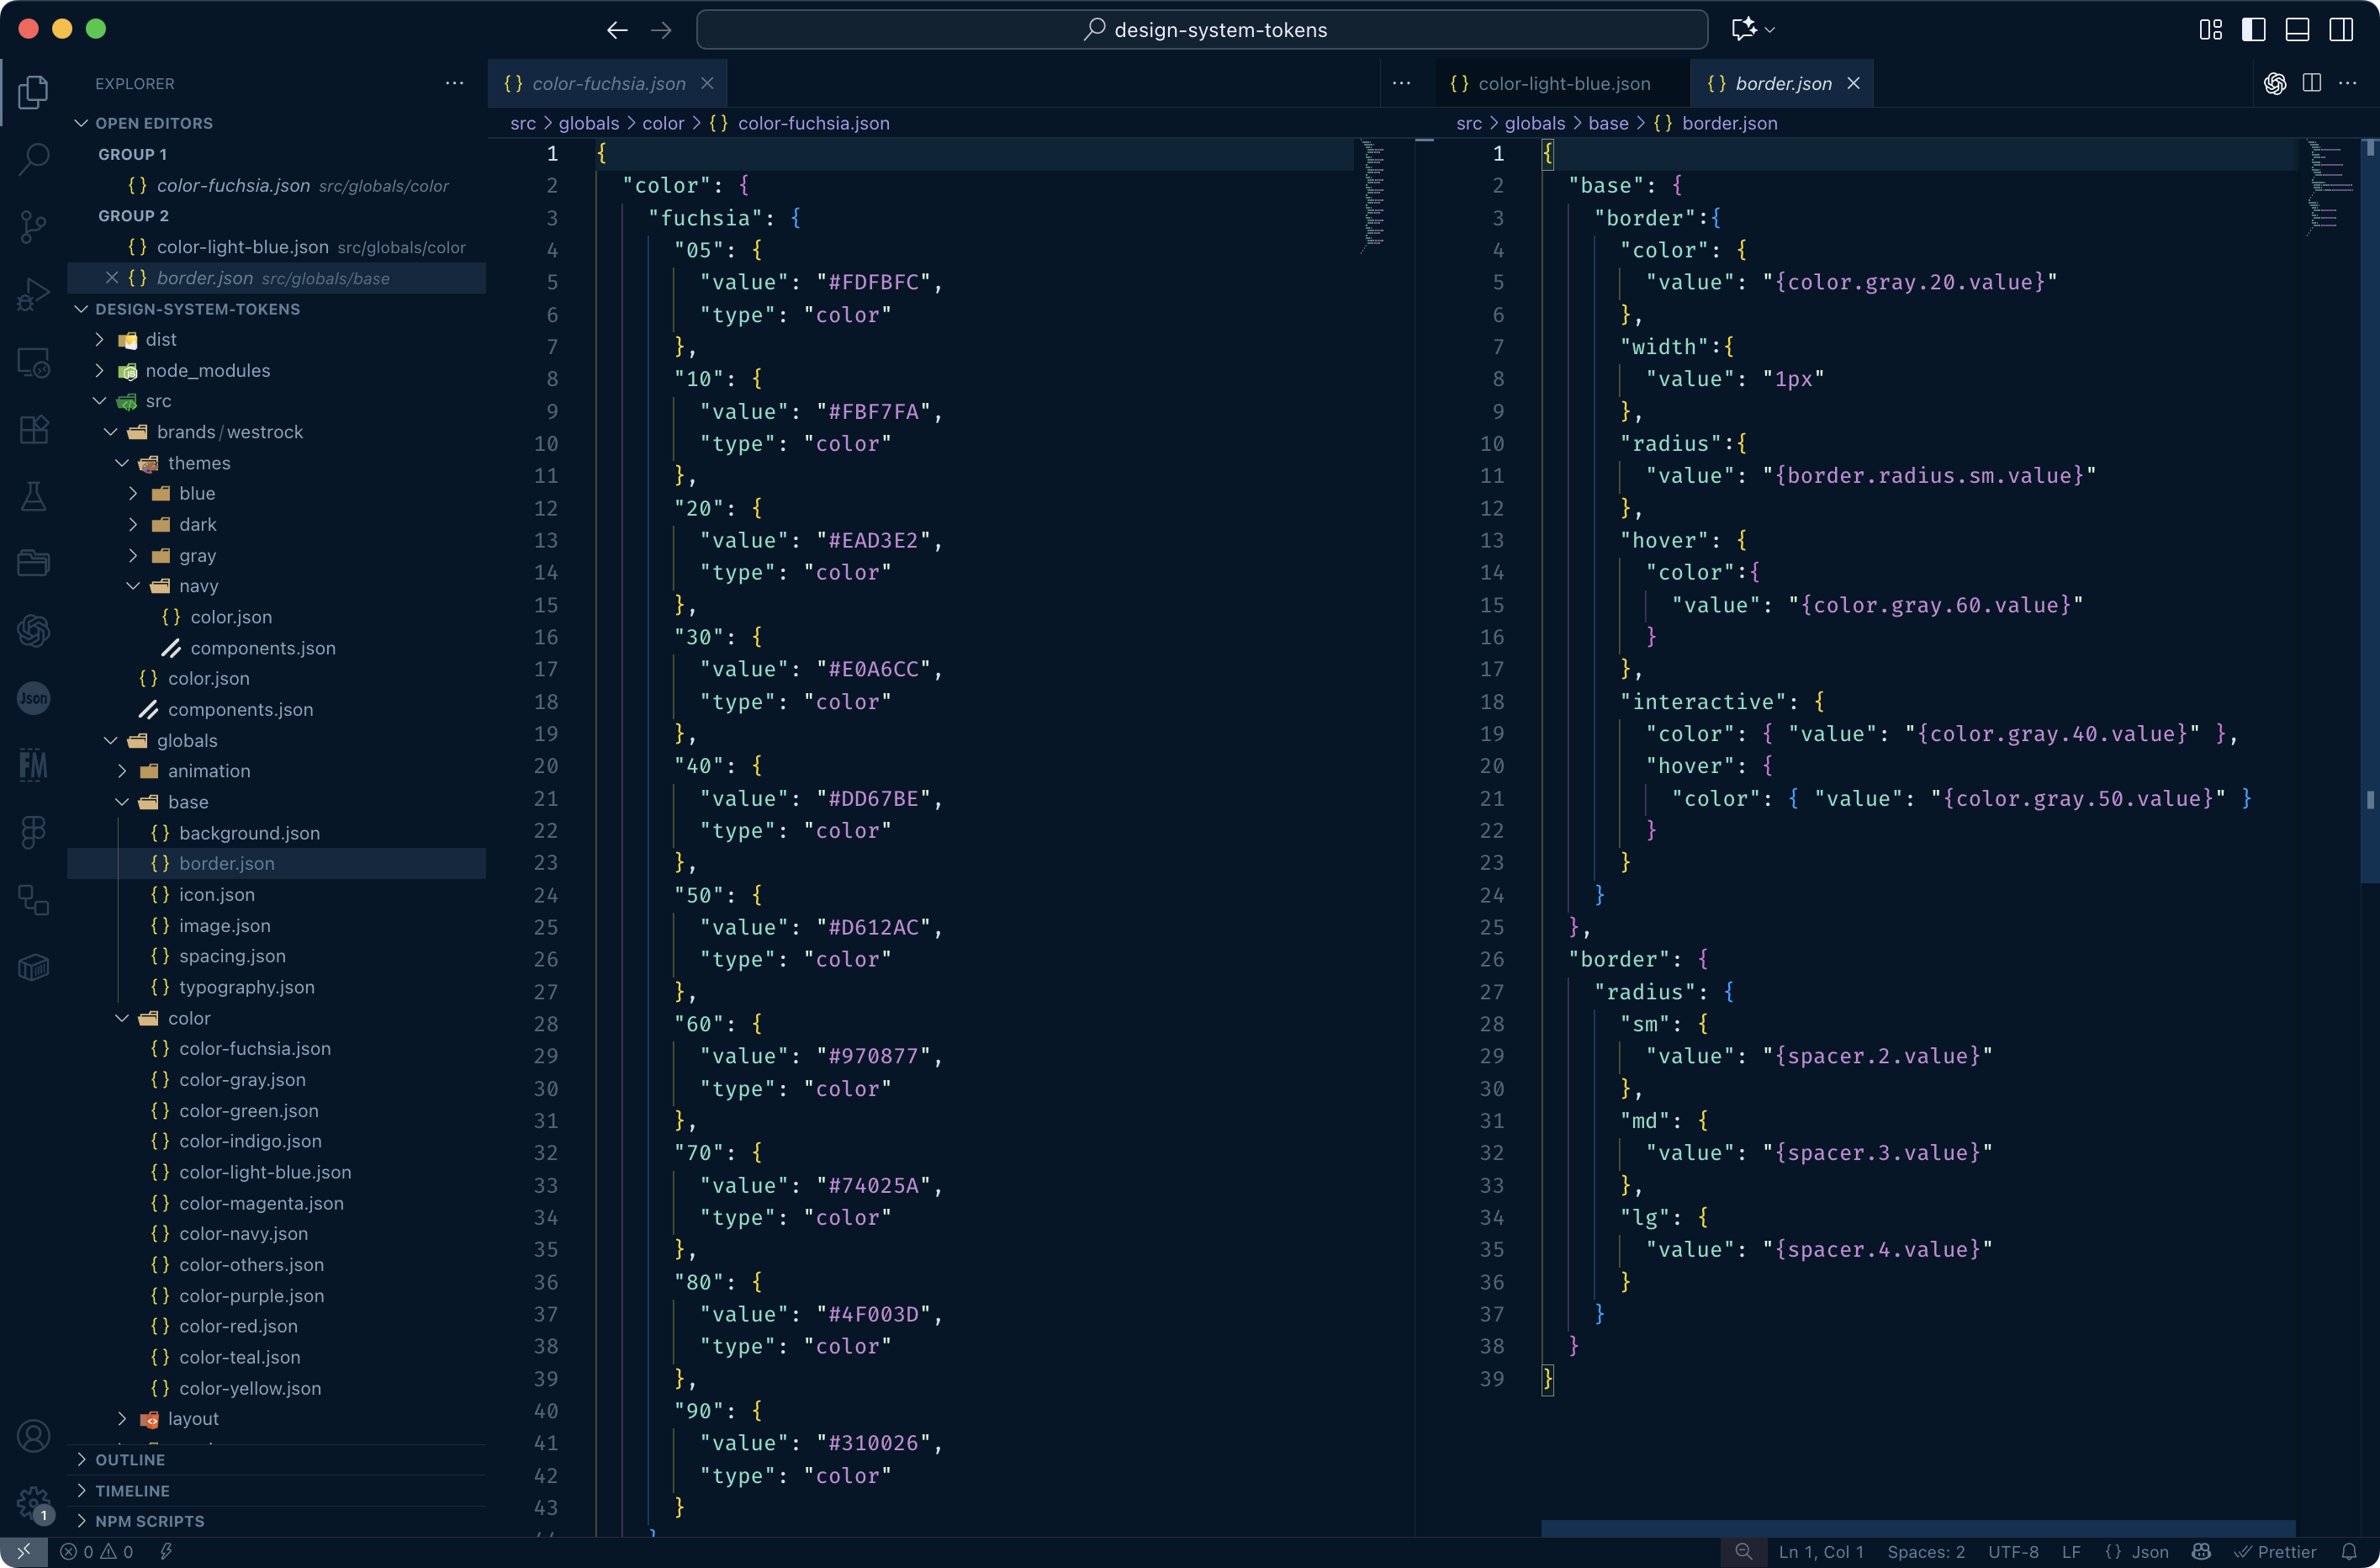 design-system-tokens
EXPLORER
OPEN EDITORS
GROUP 1
{} color-fuchsia.json src/globals/color
GROUP 2
{} color-light-blue.json src/globals/color
{} border.json src/globals/base
DESIGN-SYSTEM-TOKENS
dist
node_modules
src
brands/westrock
themes
blue
dark
gray
navy
{} color.json
components.json
{} color.json
components.json
globals
animation
base
{} background.json
{} border.json
{} icon.json
{} image.json
{} spacing.json
{} typography.json
color
{} color-fuchsia.json
{} color-gray.json
{} color-green.json
{} color-indigo.json
{} color-light-blue.json
{} color-magenta.json
{} color-navy.json
{} color-others.json
{} color-purple.json
{} color-red.json
{} color-teal.json
{} color-yellow.json
layout
OUTLINE
TIMELINE
NPM SCRIPTS
Json
FM
1
{} color-fuchsia.json
src > globals > color > {} color-fuchsia.json
1 {
2 "color": {
3 "fuchsia": {
4 "05": {
5 "value": "#FDFBFC",
6 "type": "color"
7 },
8 "10": {
9 "value": "#FBF7FA",
10 "type": "color"
11 },
12 "20": {
13 "value": "#EAD3E2",
14 "type": "color"
15 },
16 "30": {
17 "value": "#E0A6CC",
18 "type": "color"
19 },
20 "40": {
21 "value": "#DD67BE",
22 "type": "color"
23 },
24 "50": {
25 "value": "#D612AC",
26 "type": "color"
27 },
28 "60": {
29 "value": "#970877",
30 "type": "color"
31 },
32 "70": {
33 "value": "#74025A",
34 "type": "color"
35 },
36 "80": {
37 "value": "#4F003D",
38 "type": "color"
39 },
40 "90": {
41 "value": "#310026",
42 "type": "color"
43 }
{} color-light-blue.json
{} border.json
src > globals > base > {} border.json
1 {
2 "base": {
3 "border":{
4 "color": {
5 "value": "{color.gray.20.value}"
6 },
7 "width":{
8 "value": "1px"
9 },
10 "radius":{
11 "value": "{border.radius.sm.value}"
12 },
13 "hover": {
14 "color":{
15 "value": "{color.gray.60.value}"
16 }
17 },
18 "interactive": {
19 "color": { "value": "{color.gray.40.value}" },
20 "hover": {
21 "color": { "value": "{color.gray.50.value}" }
22 }
23 }
24 }
25 },
26 "border": {
27 "radius": {
28 "sm": {
29 "value": "{spacer.2.value}"
30 },
31 "md": {
32 "value": "{spacer.3.value}"
33 },
34 "lg": {
35 "value": "{spacer.4.value}"
36 }
37 }
38 }
39 }
0 0
Ln 1, Col 1
Spaces: 2
UTF-8
LF
{} Json
Prettier